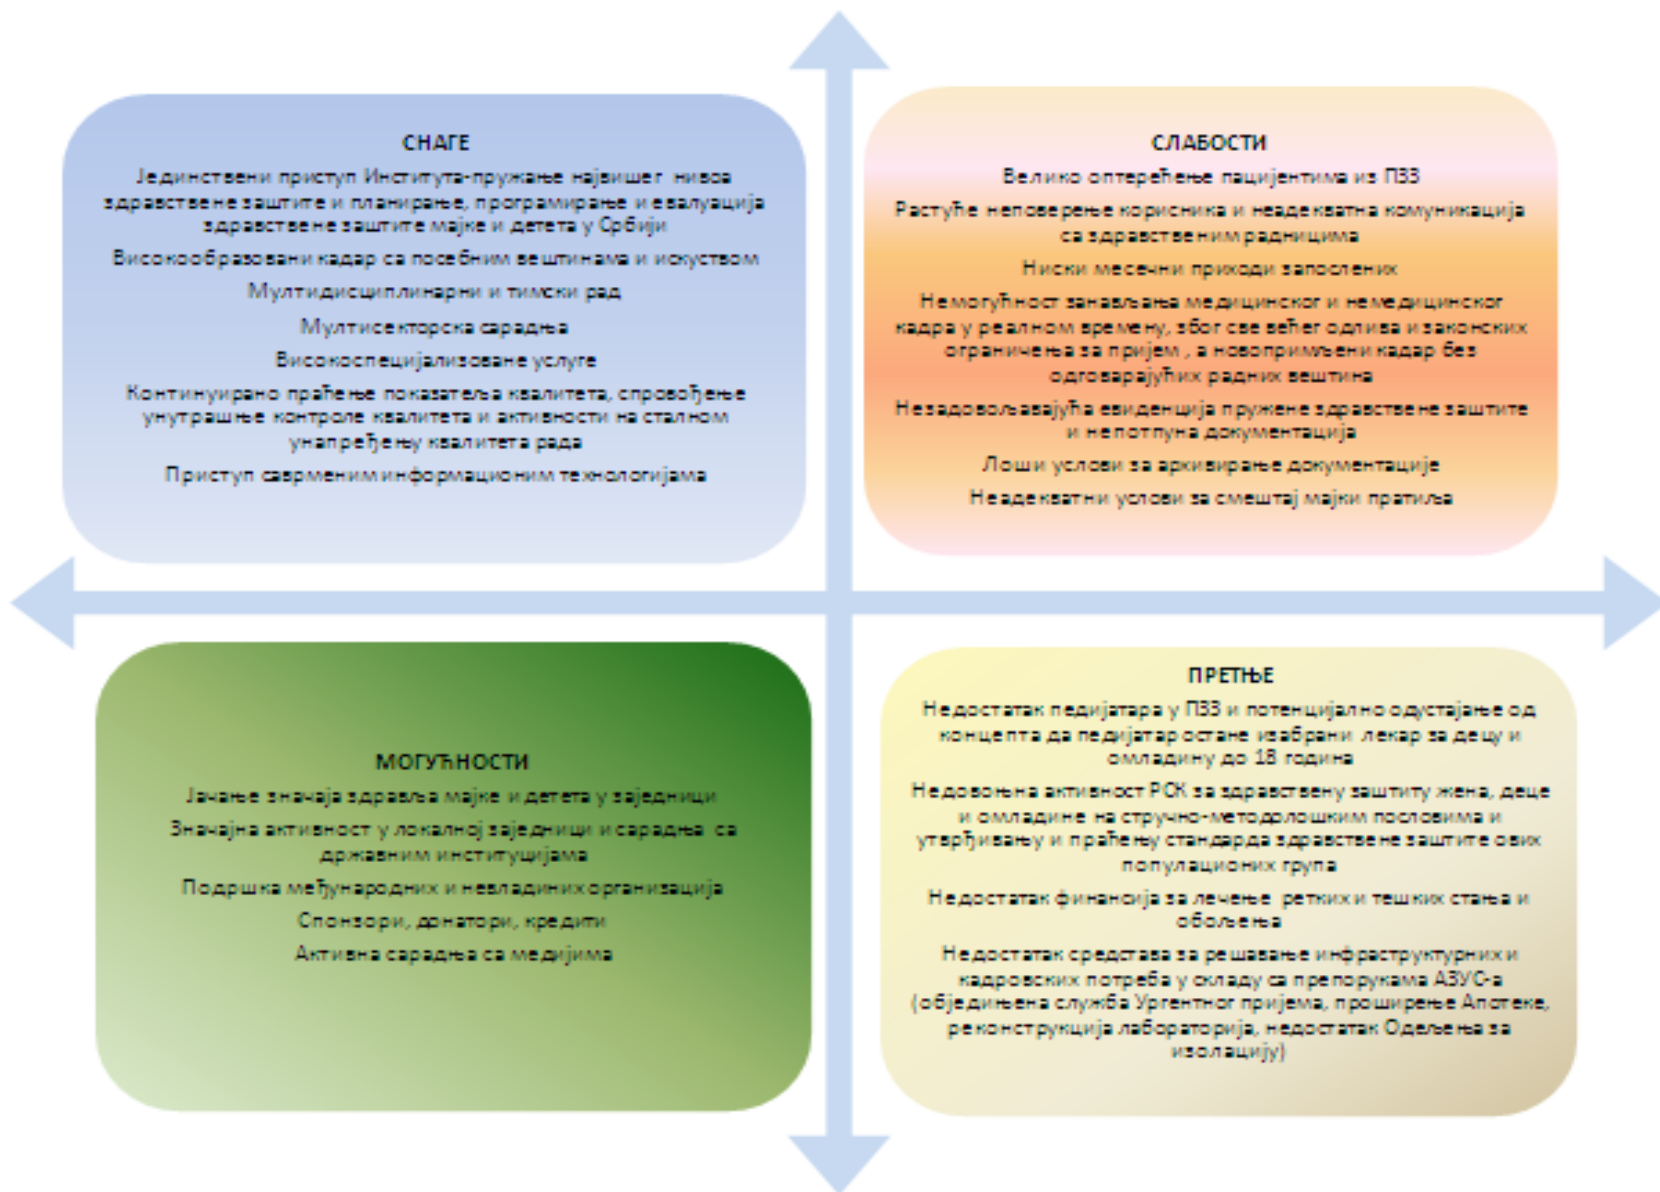 СНАГЕ
Јединствени приступ Института-пружање највишег нивоа
здравствене заштите и планирање, програмирање и евалуација
здравствене заштите мајке и детета у Србији
Високообразовани кадар са посебним вештинама и искуством
Мултидисциплинарни и тимски рад
Мултисекторска сарадња
Високоспецијализоване услуге
Континуирано праћење показатеља квалитета, спровођење
унутрашње контроле квалитета и активности на сталном
унапређењу квалитета рада
Приступ саврменим информационим технологијама
СЛАБОСТИ
Велико оптерећење пацијентима из ПЗЗ
Растуће неповерење корисника и неадекватна комуникација
са здравственим радницима
Ниски месечни приходи запослених
Немогућност занављања медицинског и немедицинског
кадра у реалном времену, због све већег одлива и законских
ограничења за пријем , а новопримљени кадар без
одговарајућих радних вештина
Незадовољавајућа евиденција пружене здравствене заштите
и непотпуна документација
Лоши услови за архивирање документације
Неадекватни услови за смештај мајки пратиља
МОГУЋНОСТИ
Јачање значаја здравља мајке и детета у заједници
Значајна активност у локалној заједници и сарадња са
државним институцијама
Подршка међународних и невладиних организација
Спонзори, донатори, кредити
Активна сарадња са медијима
ПРЕТЊЕ
Недостатак педијатара у ПЗЗ и потенцијално одустајање од
концепта да педијатар остане изабрани лекар за децу и
омладину до 18 година
Недовоњна активност РСК за здравствену заштиту жена, деце
и омладине на стручно-методолошким пословима и
утврђивању и праћењу стандарда здравствене заштите ових
популационих група
Недостатак финансија за лечење ретких и тешких стања и
обољења
Недостатак средстава за решавање инфраструктурних и
кадровских потреба у складу са препорукама АЗУС-а
(обједињена служба Ургентног пријема, проширење Апотеке,
реконструкција лабораторија, недостатак Одељења за
изолацију)